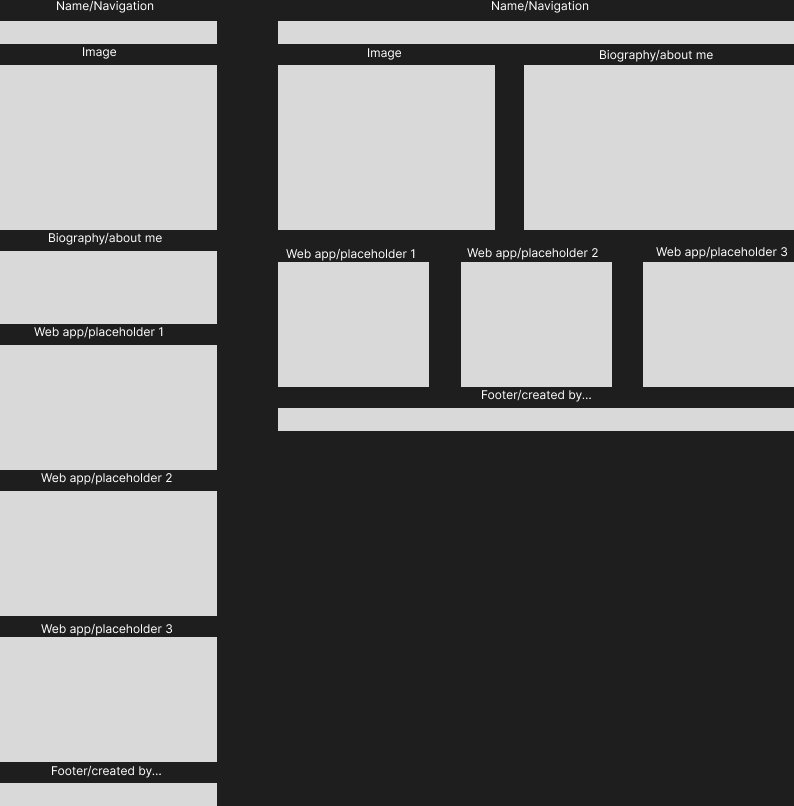 Name/Navigation
Image
Biography/about me
Web app/placeholder 1
Web app/placeholder 2
Web app/placeholder 3
Footer/created by...
Name/Navigation
Image
Biography/about me
Web app/placeholder 1
Web app/placeholder 2
Web app/placeholder 3
Footer/created by...